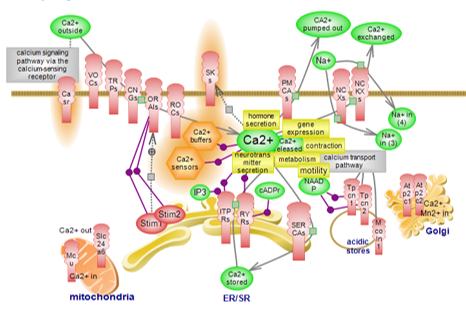 Ca2+
outside
CA2+
pumped out
Ca2+
exchanged
calcium signaling
pathway via the
calcium-sensing
receptor
Na+
VO
Cs
TR
Ps
CN
Gs
OR
AIs
RO
Cs
SK
s
PM
CA
s
NC
Xs
NC
KX
s
Ca
sr
hormone
secretion
gene
expression
Na+ in
(4)
Na+
in (3)
Ca2+
buffers
Ca2+
Ca2+
released
contraction
Ca2+
sensors
neurotrans
mitter
secretion
metabolism
calcium transport
pathway
motility
IP3
cADPr
NAAD
P
Tp
cn
1
Tp
cn
2
At
p2
c1
At
p2
c2
Ca2+,
Mn2+ in
Golgi
Stim1
Stim2
ITP
Rs
RY
Rs
SER
CAs
M
co
ln
1
acidic
stores
Ca2+ out
Slc
24
a6
Mc
u
Ca2+ in
mitochondria
Ca2+
stored
ER/SR